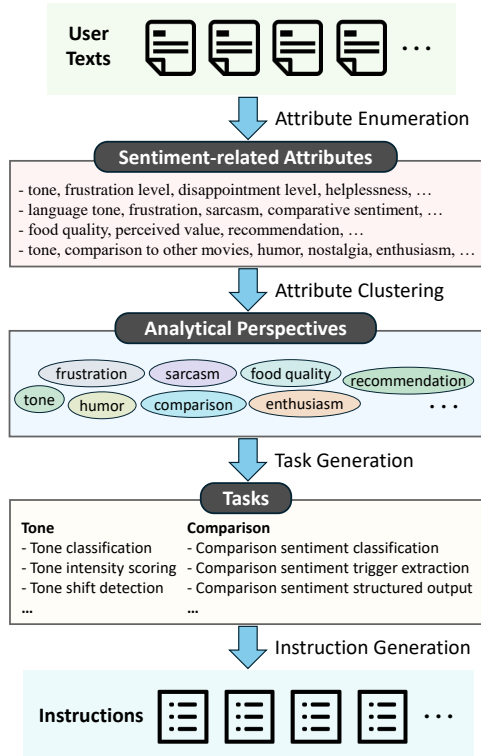 User
Texts
...
Attribute Enumeration
Sentiment-related Attributes
- tone, frustration level, disappointment level, helplessness, ...
- language tone, frustration, sarcasm, comparative sentiment, ...
- food quality, perceived value, recommendation, ...
- tone, comparison to other movies, humor, nostalgia, enthusiasm, ...
Attribute Clustering
Analytical Perspectives
frustration sarcasm food quality recommendation
tone humor comparison enthusiasm ...
Task Generation
Tasks
Tone
- Tone classification
- Tone intensity scoring
- Tone shift detection
...
Comparison
- Comparison sentiment classification
- Comparison sentiment trigger extraction
- Comparison sentiment structured output
...
Instruction Generation
Instructions
...